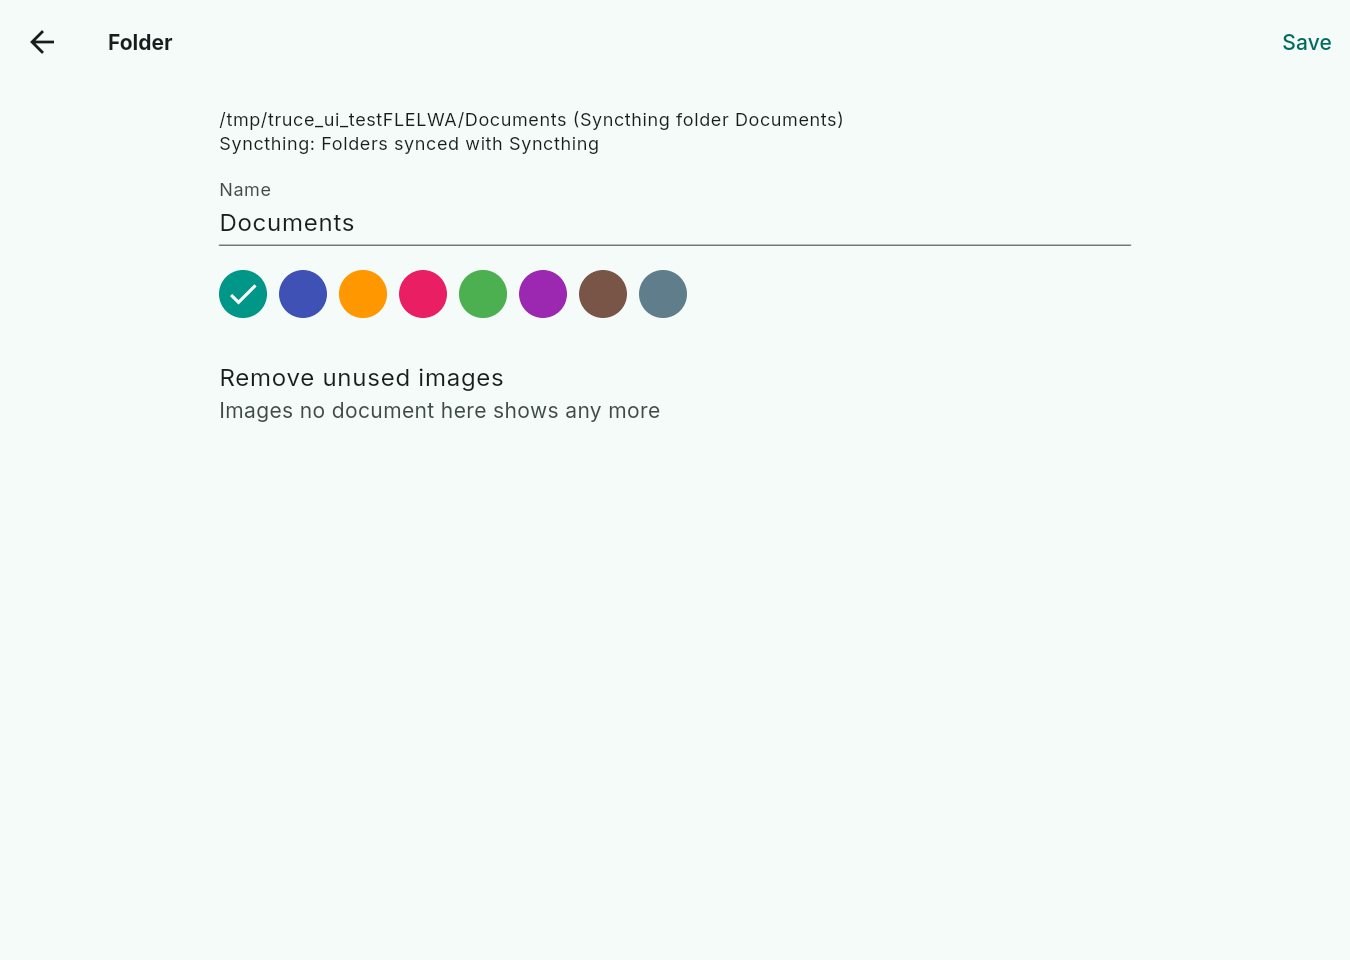 Folder
Save
/tmp/truce_ui_testFLELWA/Documents (Syncthing folder Documents)
Syncthing: Folders synced with Syncthing
Name
Documents
Remove unused images
Images no document here shows any more